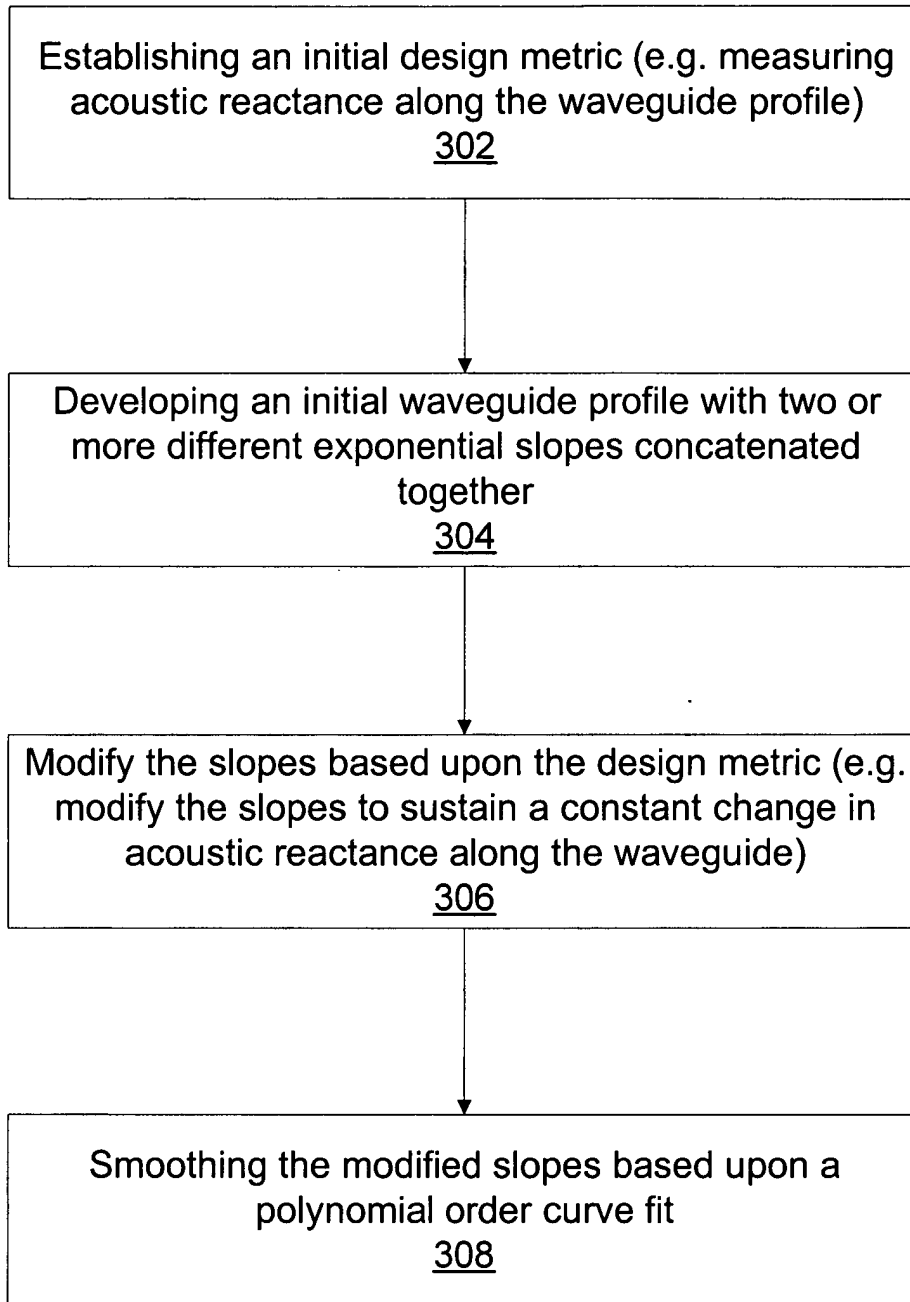 Establishing an initial design metric (e.g. measuring
acoustic reactance along the waveguide profile)
302
Developing an initial waveguide profile with two or
more different exponential slopes concatenated
together
304
Modify the slopes based upon the design metric (e.g.
modify the slopes to sustain a constant change in
acoustic reactance along the waveguide)
306
Smoothing the modified slopes based upon a
polynomial order curve fit
308